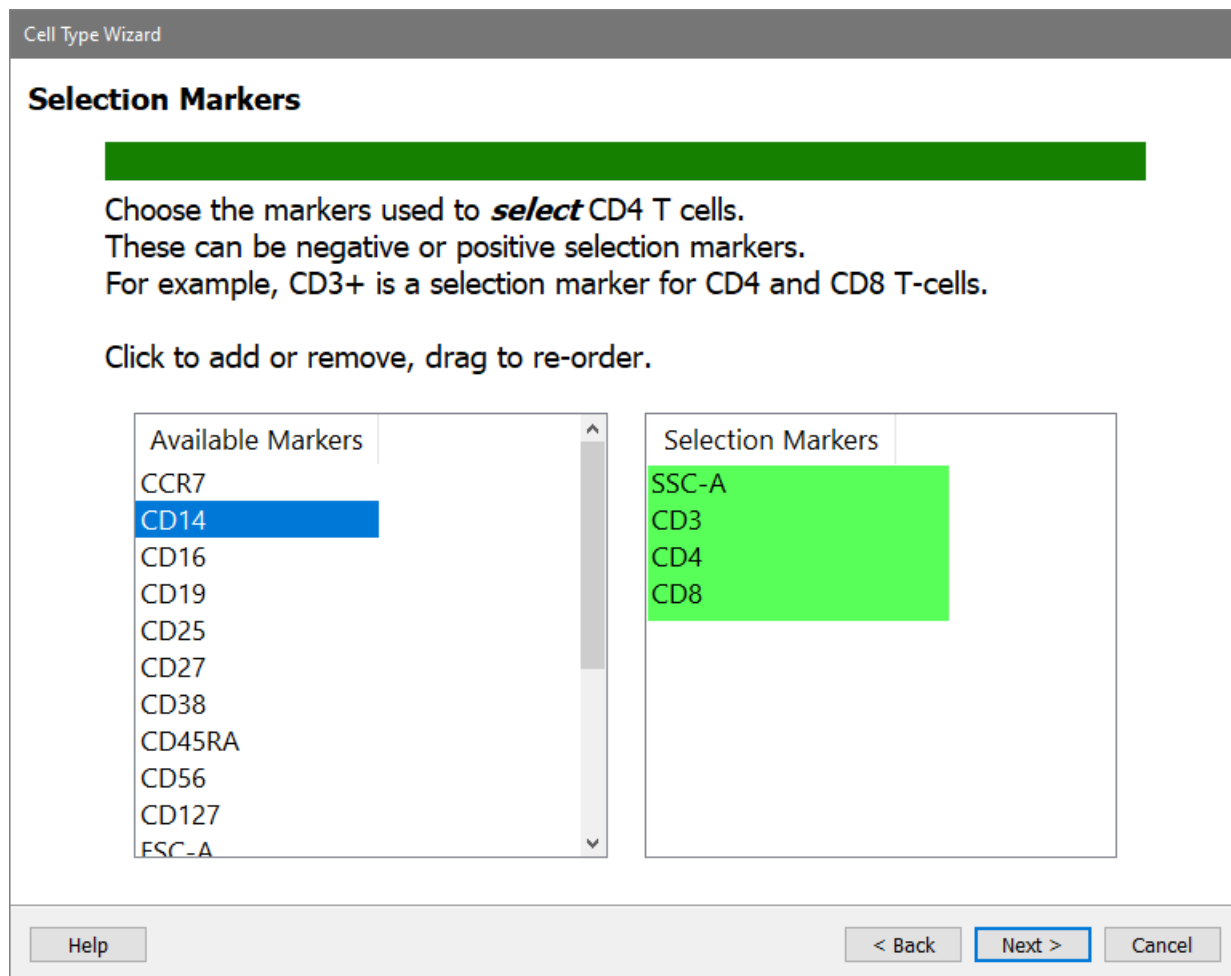 Cell Type Wizard
Selection Markers
Choose the markers used to select CD4 T cells.
These can be negative or positive selection markers.
For example, CD3+ is a selection marker for CD4 and CD8 T-cells.
Click to add or remove, drag to re-order.
Available Markers
CCR7
CD14
CD16
CD19
CD25
CD27
CD38
CD45RA
CD56
CD127
FSC-A
Selection Markers
SSC-A
CD3
CD4
CD8
Help
< Back
Next >
Cancel